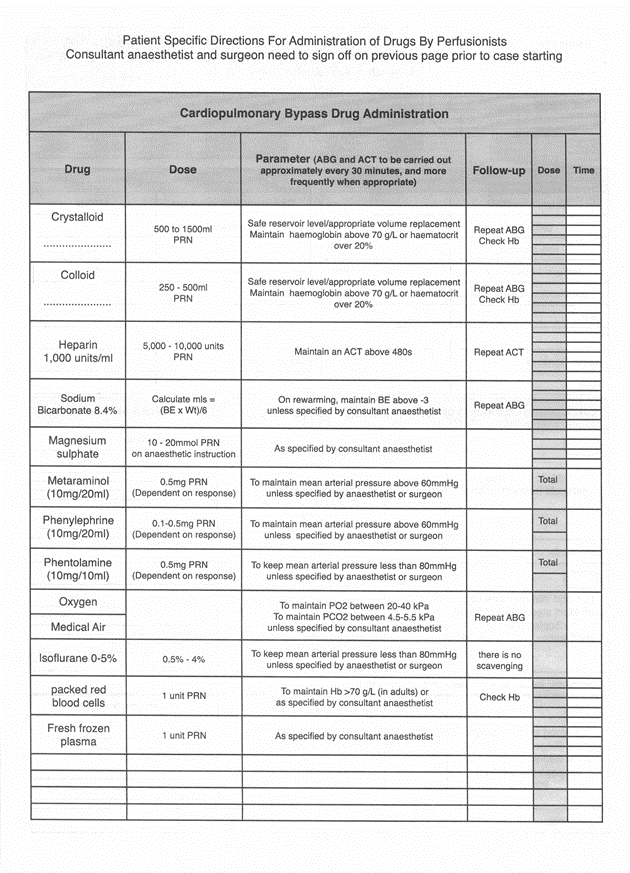 Patient Specific Directions For Administration of Drugs By Perfusionists
Consultant anaesthetist and surgeon need to sign off on previous page prior to case starting
Cardiopulmonary Bypass Drug Administration
Drug
Dose
Parameter (ABG and ACT to be carried out
approximately every 30 minutes, and more
frequently when appropriate)
Follow-up
Dose
Time
Crystalloid
......................
500 to 1500ml
PRN
Safe reservoir level/appropriate volume replacement
Maintain haemoglobin above 70 g/L or haematocrit
over 20%
Repeat ABG
Check Hb
Colloid
......................
250 - 500ml
PRN
Safe reservoir level/appropriate volume replacement
Maintain haemoglobin above 70 g/L or haematocrit
over 20%
Repeat ABG
Check Hb
Heparin
1,000 units/ml
5,000 - 10,000 units
PRN
Maintain an ACT above 480s
Repeat ACT
Sodium
Bicarbonate 8.4%
Calculate mls =
(BE x Wt)/6
On rewarming, maintain BE above -3
unless specified by consultant anaesthetist
Repeat ABG
Magnesium
sulphate
10 - 20mmol PRN
on anaesthetic instruction
As specified by consultant anaesthetist
Metaraminol
(10mg/20ml)
0.5mg PRN
(Dependent on response)
To maintain mean arterial pressure above 60mmHg
unless specified by anaesthetist or surgeon
Total
Phenylephrine
(10mg/20ml)
0.1-0.5mg PRN
(Dependent on response)
To maintain mean arterial pressure above 60mmHg
unless specified by anaesthetist or surgeon
Total
Phentolamine
(10mg/10ml)
0.5mg PRN
(Dependent on response)
To keep mean arterial pressure less than 80mmHg
unless specified by anaesthetist or surgeon
Total
Oxygen
Medical Air
To maintain PO2 between 20-40 kPa
To maintain PCO2 between 4.5-5.5 kPa
unless specified by consultant anaesthetist
Repeat ABG
Isoflurane 0-5%
0.5% - 4%
To keep mean arterial pressure less than 80mmHg
unless specified by anaesthetist or surgeon
there is no
scavenging
packed red
blood cells
1 unit PRN
To maintain Hb >70 g/L (in adults) or
as specified by consultant anaesthetist
Check Hb
Fresh frozen
plasma
1 unit PRN
As specified by consultant anaesthetist